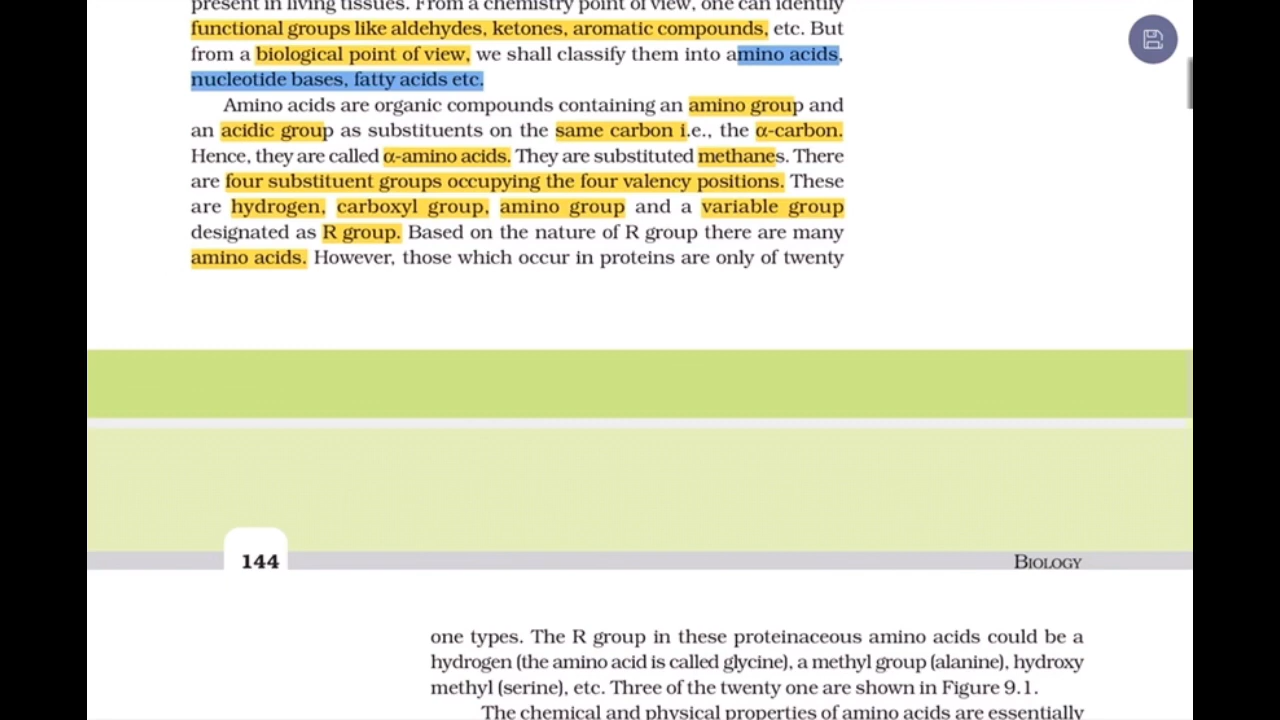 present in living tissues. From a chemistry point of view, one can identify
functional groups like aldehydes, ketones, aromatic compounds, etc. But
from a biological point of view, we shall classify them into amino acids,
nucleotide bases, fatty acids etc.
Amino acids are organic compounds containing an amino group and
an acidic group as substituents on the same carbon i.e., the α-carbon.
Hence, they are called α-amino acids. They are substituted methanes. There
are four substituent groups occupying the four valency positions. These
are hydrogen, carboxyl group, amino group and a variable group
designated as R group. Based on the nature of R group there are many
amino acids. However, those which occur in proteins are only of twenty
144
BIOLOGY
one types. The R group in these proteinaceous amino acids could be a
hydrogen (the amino acid is called glycine), a methyl group (alanine), hydroxy
methyl (serine), etc. Three of the twenty one are shown in Figure 9.1.
The chemical and physical properties of amino acids are essentially